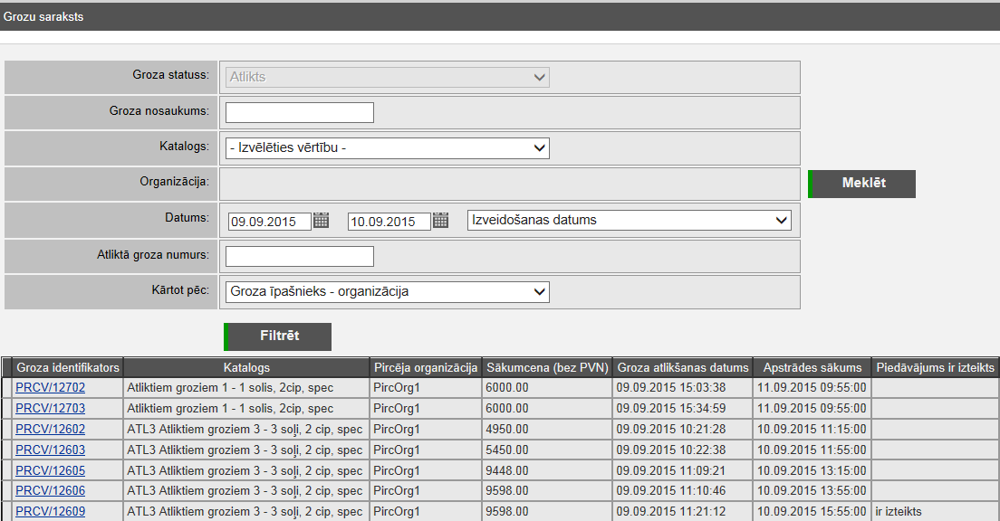 Grozu saraksts
Groza statuss: Atlikts
Groza nosaukums:
Katalogs: - Izvēlēties vērtību -
Organizācija:
Meklēt
Datums: 09.09.2015 10.09.2015 Izveidošanas datums
Atliktā groza numurs:
Kārtot pēc: Groza īpašnieks - organizācija
Filtrēt
Groza identifikators Katalogs Pircēja organizācija Sākumcena (bez PVN) Groza atlikšanas datums Apstrādes sākums Piedāvājums ir izteikts
PRCV/12702 Atliktiem groziem 1 - 1 solis, 2cip, spec PircOrg1 6000.00 09.09.2015 15:03:38 11.09.2015 09:55:00
PRCV/12703 Atliktiem groziem 1 - 1 solis, 2cip, spec PircOrg1 6000.00 09.09.2015 15:34:59 11.09.2015 09:55:00
PRCV/12602 ATL3 Atliktiem groziem 3 - 3 soļi, 2 cip, spec PircOrg1 4950.00 09.09.2015 10:21:28 10.09.2015 11:15:00
PRCV/12603 ATL3 Atliktiem groziem 3 - 3 soļi, 2 cip, spec PircOrg1 5450.00 09.09.2015 10:22:38 10.09.2015 11:55:00
PRCV/12605 ATL3 Atliktiem groziem 3 - 3 soļi, 2 cip, spec PircOrg1 9448.00 09.09.2015 11:09:21 10.09.2015 13:15:00
PRCV/12606 ATL3 Atliktiem groziem 3 - 3 soļi, 2 cip, spec PircOrg1 9598.00 09.09.2015 11:10:46 10.09.2015 13:55:00
PRCV/12609 ATL3 Atliktiem groziem 3 - 3 soļi, 2 cip, spec PircOrg1 9598.00 09.09.2015 11:21:12 10.09.2015 15:55:00 ir izteikts